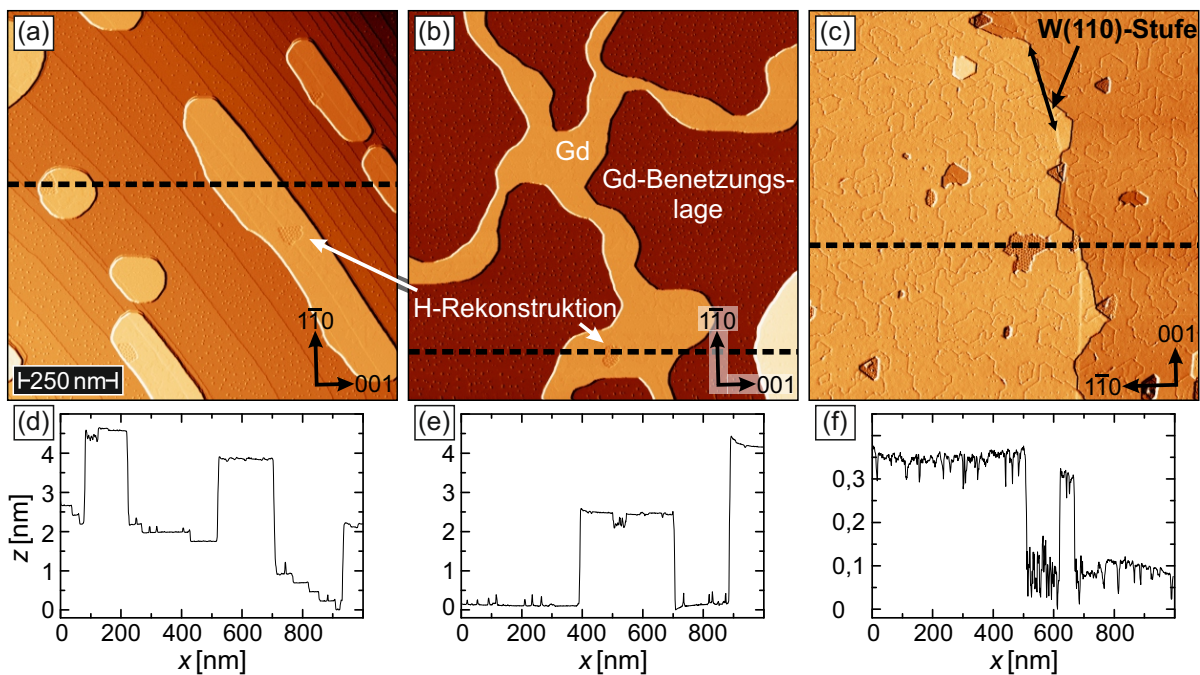 (a)
H-Rekonstruktion
250 nm
11̄0
001
(b)
Gd
Gd-Benetzungs-
lage
11̄0
001
(c)
W(110)-Stufe
001
11̄0
(d)
z [nm]
4
3
2
1
0
0 200 400 600 800
x [nm]
(e)
4
3
2
1
0
0 200 400 600 800
x [nm]
(f)
0,3
0,2
0,1
0
0 200 400 600 800
x [nm]